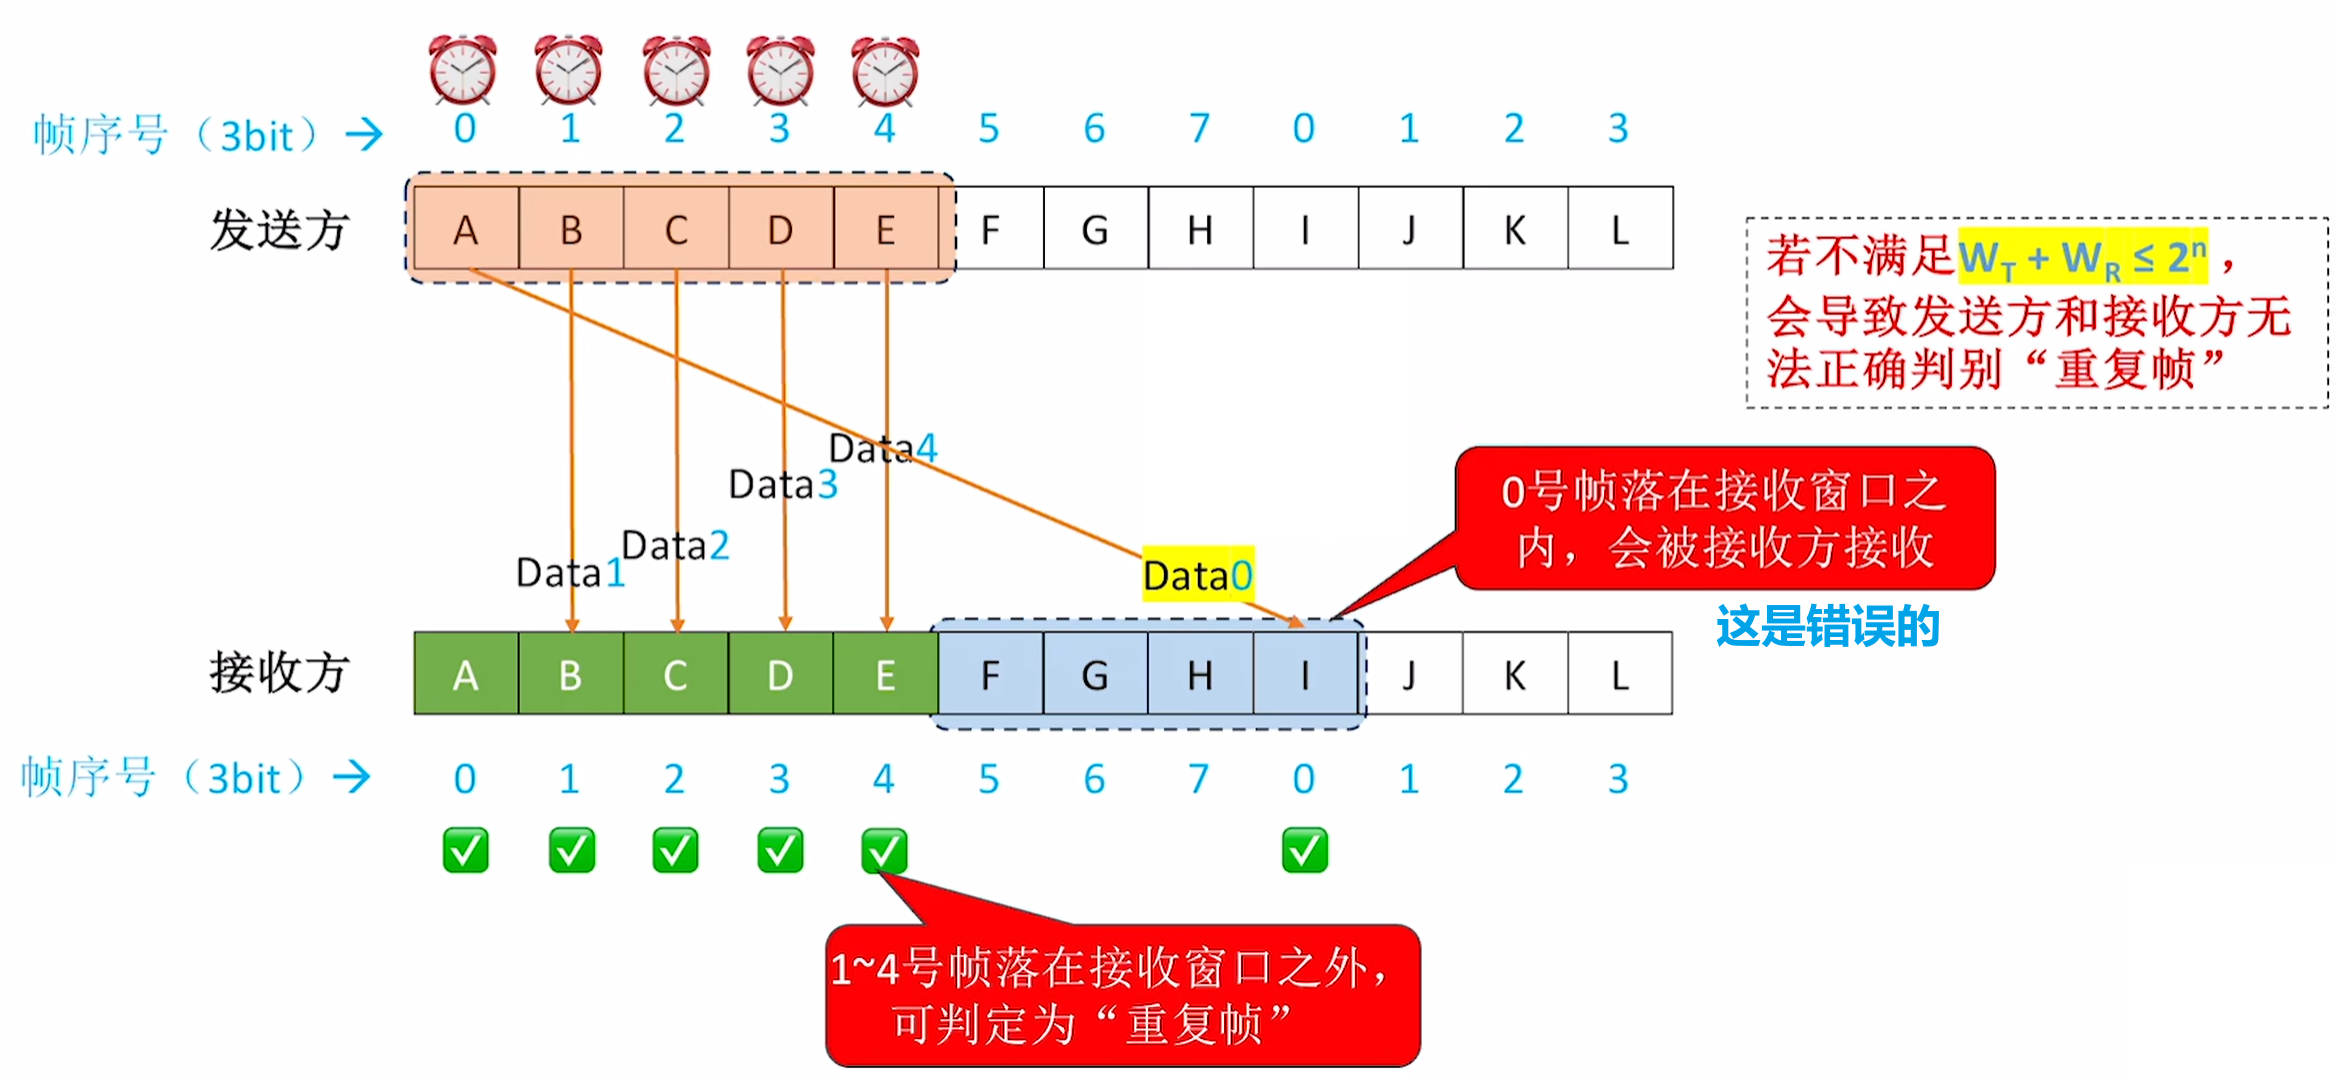 帧序号（3bit）→ 0 1 2 3 4 5 6 7 0 1 2 3
发送方 A B C D E F G H I J K L
若不满足W_T + W_R ≤ 2^n，
会导致发送方和接收方无
法正确判别“重复帧”
Data4
Data3
Data2
Data1
Data0
0号帧落在接收窗口之
内，会被接收方接收
这是错误的
接收方 A B C D E F G H I J K L
帧序号（3bit）→ 0 1 2 3 4 5 6 7 0 1 2 3
1~4号帧落在接收窗口之外，
可判定为“重复帧”